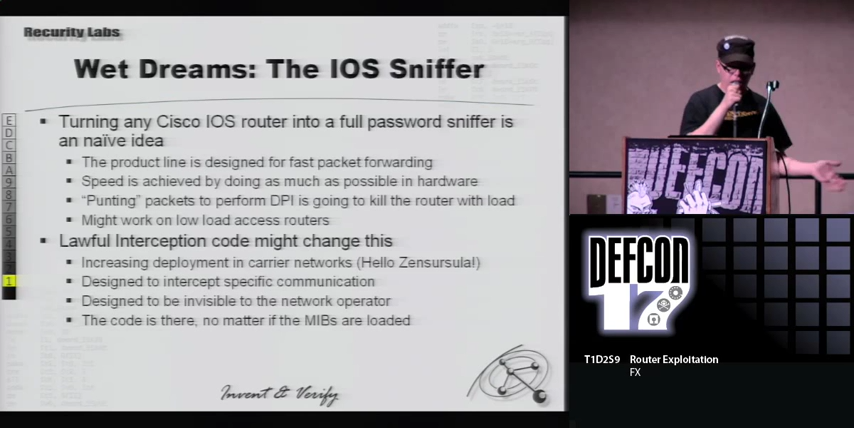 Recurity Labs
Wet Dreams: The IOS Sniffer
Turning any Cisco IOS router into a full password sniffer is
an naïve idea
The product line is designed for fast packet forwarding
Speed is achieved by doing as much as possible in hardware
"Punting" packets to perform DPI is going to kill the router with load
Might work on low load access routers
Lawful Interception code might change this
Increasing deployment in carrier networks (Hello Zensursula!)
Designed to intercept specific communication
Designed to be invisible to the network operator
The code is there, no matter if the MIBs are loaded
E
D
C
B
A
9
8
7
6
5
4
3
2
1
Invent & Verify
DEFCON
DEFCON
17
T1D2S9 Router Exploitation
FX